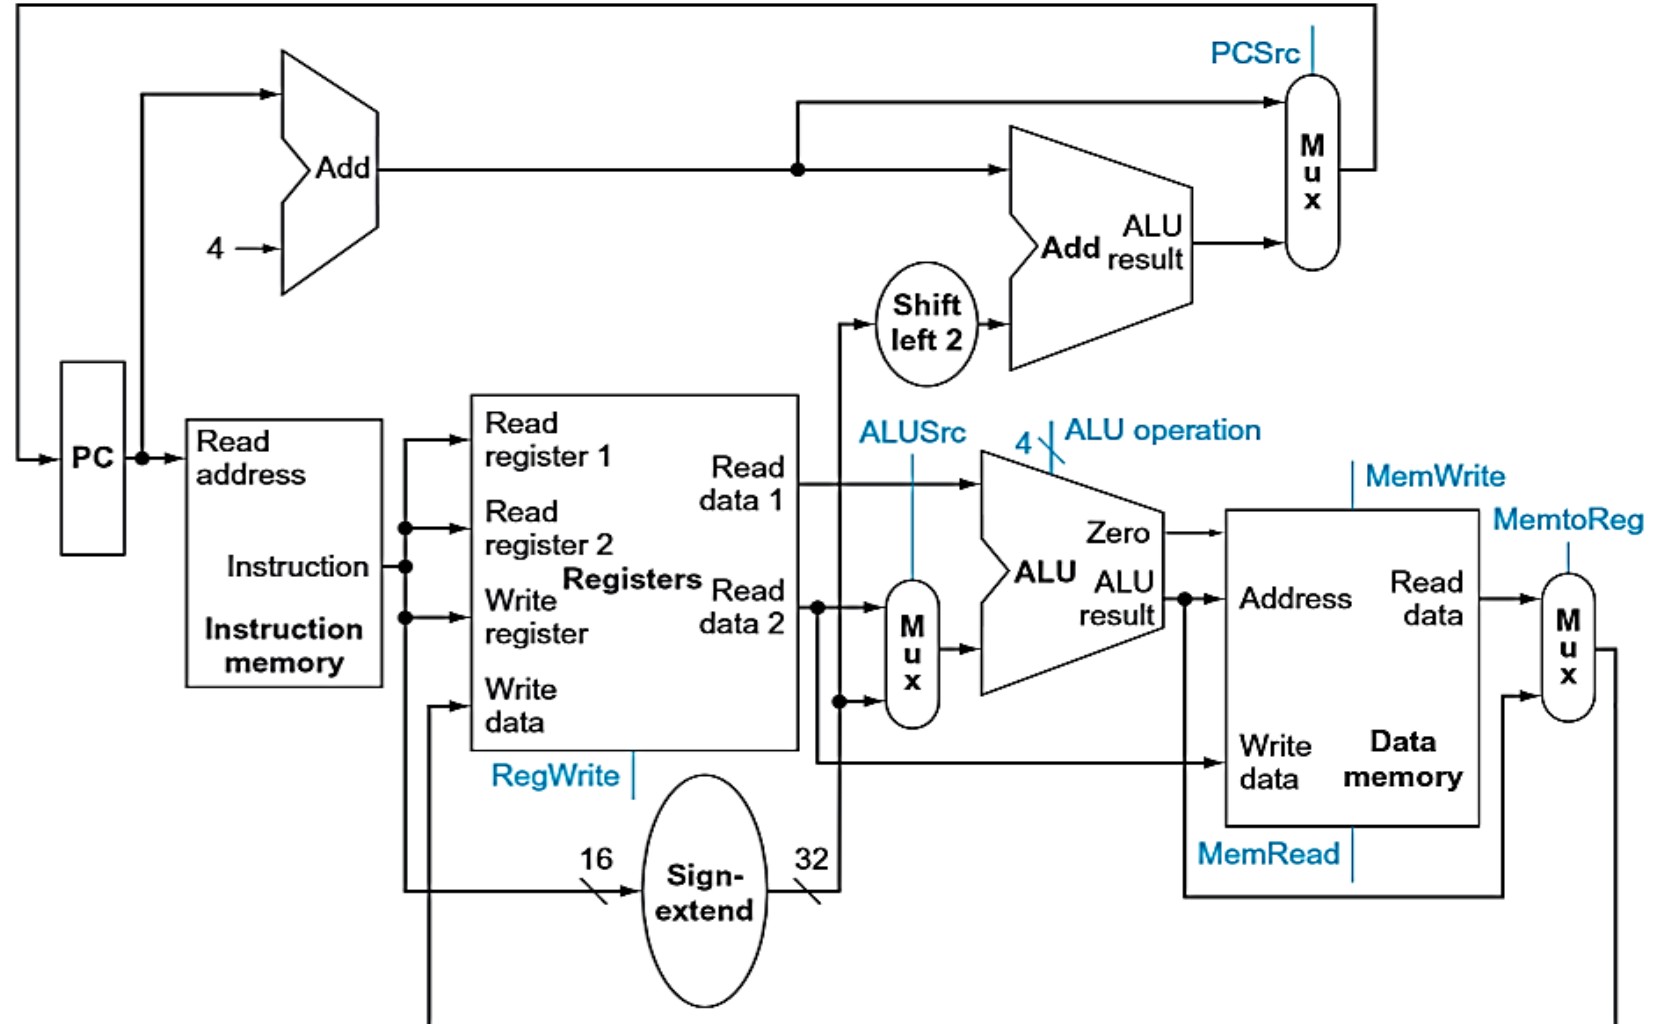 PCSrc
M
u
x
Add
ALU
Add result
4
Shift
left 2
PC
Read
address
Instruction
Instruction
memory
Read
register 1
Read
register 2
Write
register
Write
data
Registers
Read
data 1
Read
data 2
RegWrite
16
Sign-
extend
32
ALUSrc
M
u
x
4
ALU operation
Zero
ALU
ALU
result
MemWrite
MemtoReg
Address
Read
data
Write
data
Data
memory
MemRead
M
u
x